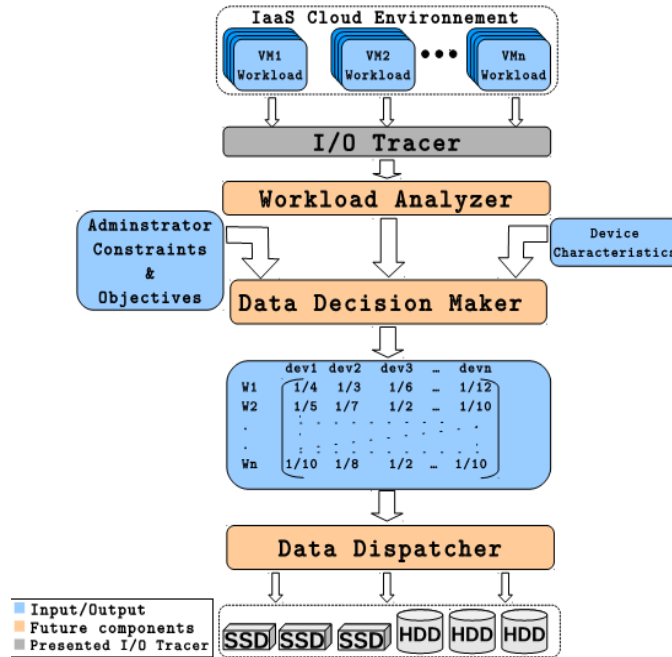 IaaS Cloud Environnement
VM1
Workload
VM2
Workload
VMn
Workload
I/O Tracer
Workload Analyzer
Adminstrator
Constraints
&
Objectives
Device
Characteristics
Data Decision Maker
dev1 dev2 dev3 … devn
W1 1/4 1/3 1/6 … 1/12
W2 1/5 1/7 1/2 … 1/10
Wn 1/10 1/8 1/2 … 1/10
Data Dispatcher
Input/Output
Future components
Presented I/O Tracer
SSD SSD SSD HDD HDD HDD